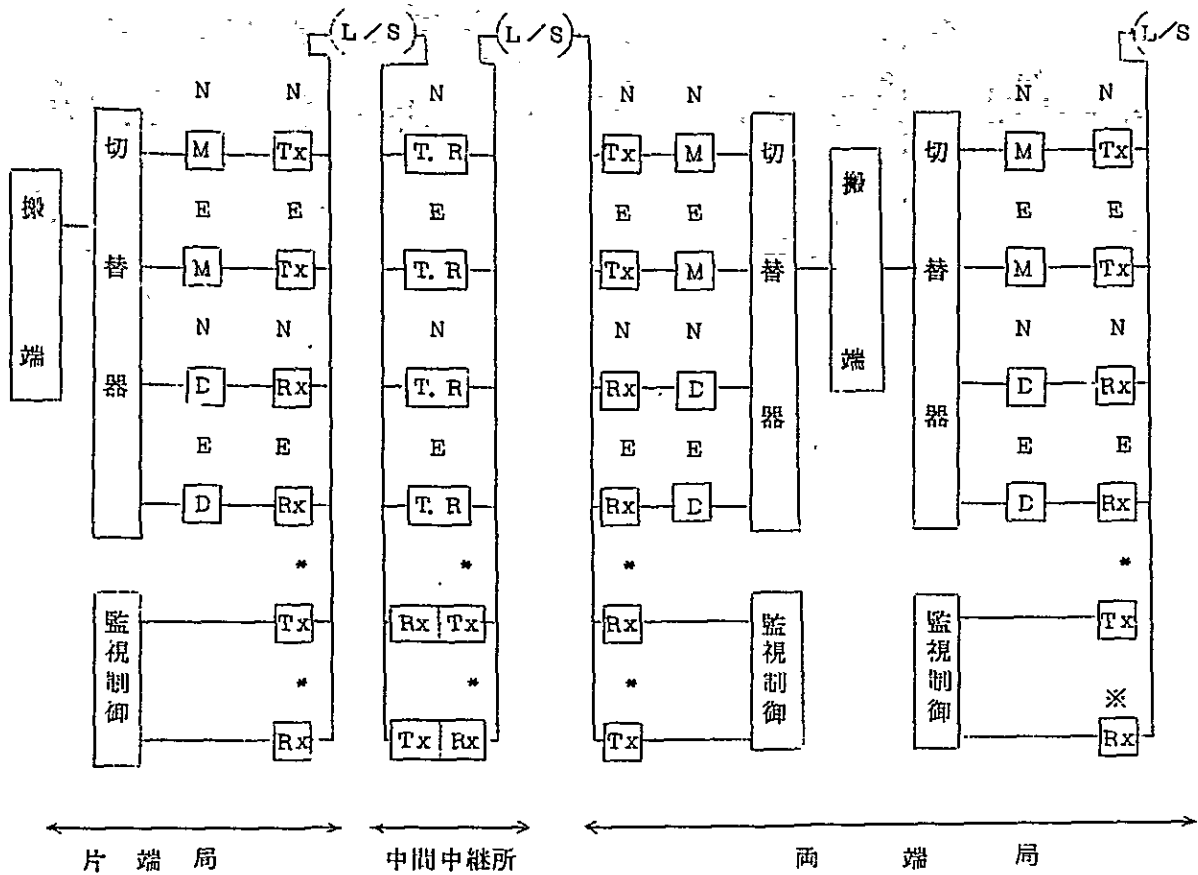 (L／S) (L／S) (L／S
N N N N N N N
切 M Tx T. R Tx M 切 搬 切 M Tx
搬 E E E E E E E
替 M Tx T. R Tx M 替 替 M Tx
N N N N N N N
端 器 D Rx T. R Rx D 器 端 器 D Rx
E E E E E E E
D Rx T. R Rx D D Rx
* * * *
監視制御 Tx Rx Tx Rx 監視制御 監視制御 Tx
* * * ※
Rx Tx Rx Tx Rx
片端局 中間中継所 両端局